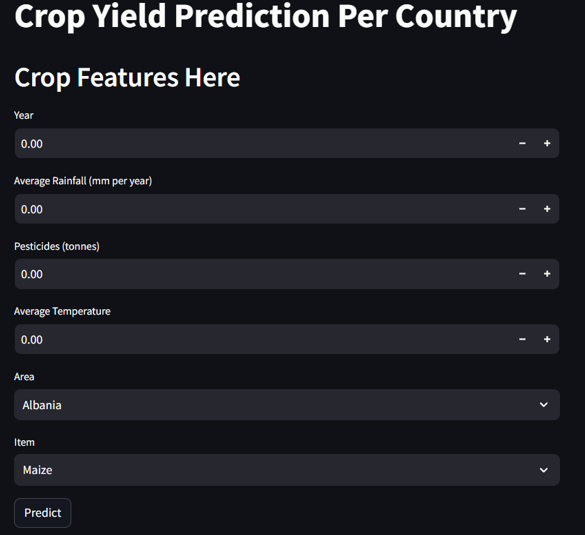 Crop Yield Prediction Per Country
Crop Features Here
Year
0.00
Average Rainfall (mm per year)
0.00
Pesticides (tonnes)
0.00
Average Temperature
0.00
Area
Albania
Item
Maize
Predict